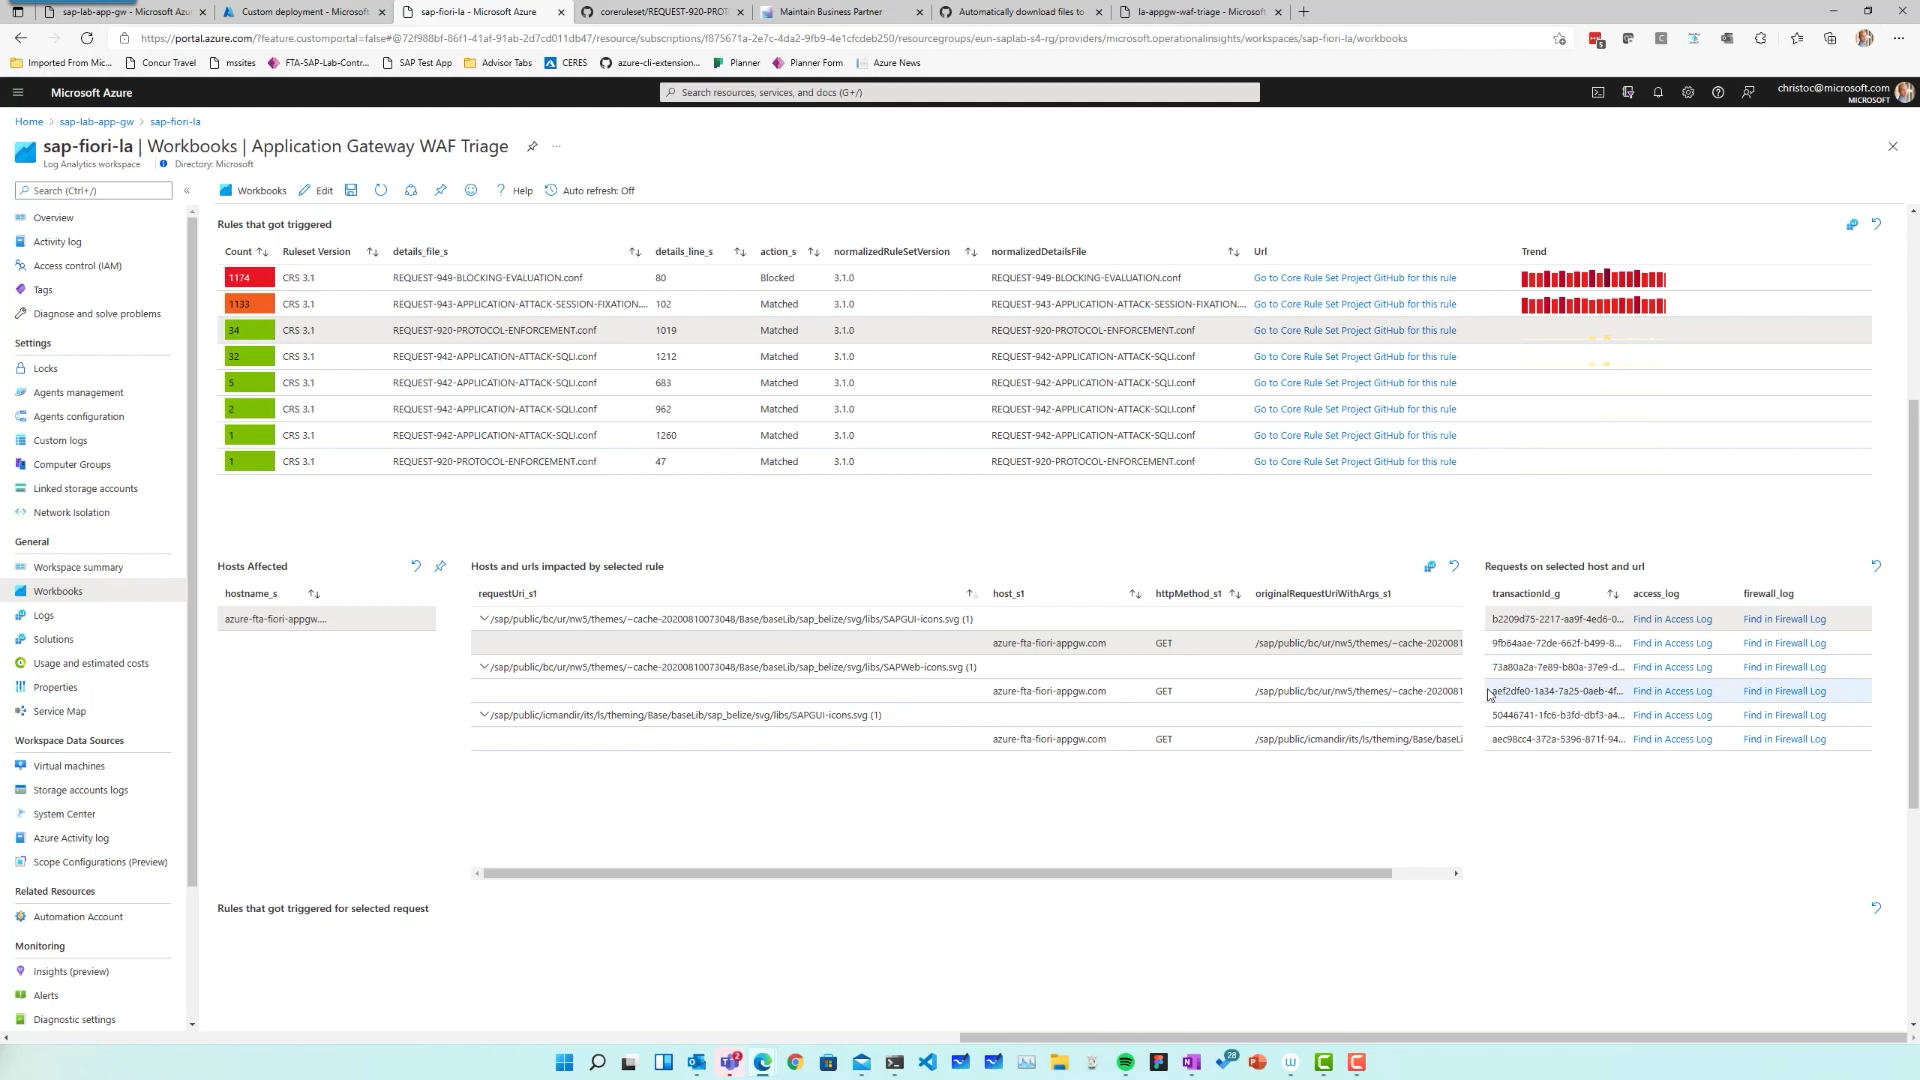 sap-lab-app-gw - Microsoft Azur
Custom deployment - Microsoft
sap-fiori-la - Microsoft Azure
coreruleset/REQUEST-920-PROT
Maintain Business Partner
Automatically download files to
la-appgw-waf-triage - Microsoft
https://portal.azure.com/?feature.customportal=false#@72f988bf-86f1-41af-91ab-2d7cd011db47/resource/subscriptions/f875671a-2e7c-4da2-9fb9-4e1cfcdeb250/resourcegroups/eun-saplab-s4-rg/providers/microsoft.operationalinsights/workspaces/sap-fiori-la/workbooks
Imported From Mic...
Concur Travel
mssites
FTA-SAP-Lab-Contr...
SAP Test App
Advisor Tabs
CERES
azure-cli-extension...
Planner
Planner Form
Azure News
Microsoft Azure
Search resources, services, and docs (G+/)
christoc@microsoft.com
MICROSOFT
Home > sap-lab-app-gw > sap-fiori-la
sap-fiori-la | Workbooks | Application Gateway WAF Triage
Log Analytics workspace
Directory: Microsoft
Search (Ctrl+/)
Workbooks
Edit
Help
Auto refresh: Off
Overview
Activity log
Access control (IAM)
Tags
Diagnose and solve problems
Settings
Locks
Agents management
Agents configuration
Custom logs
Computer Groups
Linked storage accounts
Network Isolation
General
Workspace summary
Workbooks
Logs
Solutions
Usage and estimated costs
Properties
Service Map
Workspace Data Sources
Virtual machines
Storage accounts logs
System Center
Azure Activity log
Scope Configurations (Preview)
Related Resources
Automation Account
Monitoring
Insights (preview)
Alerts
Diagnostic settings
Rules that got triggered
Count Ruleset Version details_file_s details_line_s action_s normalizedRuleSetVersion normalizedDetailsFile Url Trend
1174 CRS 3.1 REQUEST-949-BLOCKING-EVALUATION.conf 80 Blocked 3.1.0 REQUEST-949-BLOCKING-EVALUATION.conf Go to Core Rule Set Project GitHub for this rule
1133 CRS 3.1 REQUEST-943-APPLICATION-ATTACK-SESSION-FIXATION.... 102 Matched 3.1.0 REQUEST-943-APPLICATION-ATTACK-SESSION-FIXATION.... Go to Core Rule Set Project GitHub for this rule
34 CRS 3.1 REQUEST-920-PROTOCOL-ENFORCEMENT.conf 1019 Matched 3.1.0 REQUEST-920-PROTOCOL-ENFORCEMENT.conf Go to Core Rule Set Project GitHub for this rule
32 CRS 3.1 REQUEST-942-APPLICATION-ATTACK-SQLI.conf 1212 Matched 3.1.0 REQUEST-942-APPLICATION-ATTACK-SQLI.conf Go to Core Rule Set Project GitHub for this rule
5 CRS 3.1 REQUEST-942-APPLICATION-ATTACK-SQLI.conf 683 Matched 3.1.0 REQUEST-942-APPLICATION-ATTACK-SQLI.conf Go to Core Rule Set Project GitHub for this rule
2 CRS 3.1 REQUEST-942-APPLICATION-ATTACK-SQLI.conf 962 Matched 3.1.0 REQUEST-942-APPLICATION-ATTACK-SQLI.conf Go to Core Rule Set Project GitHub for this rule
1 CRS 3.1 REQUEST-942-APPLICATION-ATTACK-SQLI.conf 1260 Matched 3.1.0 REQUEST-942-APPLICATION-ATTACK-SQLI.conf Go to Core Rule Set Project GitHub for this rule
1 CRS 3.1 REQUEST-920-PROTOCOL-ENFORCEMENT.conf 47 Matched 3.1.0 REQUEST-920-PROTOCOL-ENFORCEMENT.conf Go to Core Rule Set Project GitHub for this rule
Hosts Affected
hostname_s
azure-fta-fiori-appgw....
Hosts and urls impacted by selected rule
requestUri_s1 host_s1 httpMethod_s1 originalRequestUriWithArgs_s1
/sap/public/bc/ur/nw5/themes/~cache-20200810073048/Base/baseLib/sap_belize/svg/libs/SAPGUI-icons.svg (1)
azure-fta-fiori-appgw.com GET /sap/public/bc/ur/nw5/themes/~cache-2020081
/sap/public/bc/ur/nw5/themes/~cache-20200810073048/Base/baseLib/sap_belize/svg/libs/SAPWeb-icons.svg (1)
azure-fta-fiori-appgw.com GET /sap/public/bc/ur/nw5/themes/~cache-2020081
/sap/public/icmandir/its/ls/theming/Base/baseLib/sap_belize/svg/libs/SAPGUI-icons.svg (1)
azure-fta-fiori-appgw.com GET /sap/public/icmandir/its/ls/theming/Base/baseLi
Requests on selected host and url
transactionId_g access_log firewall_log
b2209d75-2217-aa9f-4ed6-0... Find in Access Log Find in Firewall Log
9fb64aae-72de-662f-b499-8... Find in Access Log Find in Firewall Log
73a80a2a-7e89-b80a-37e9-d... Find in Access Log Find in Firewall Log
aef2dfe0-1a34-7a25-0aeb-4f... Find in Access Log Find in Firewall Log
50446741-1fc6-b3fd-dbf3-a4... Find in Access Log Find in Firewall Log
aec98cc4-372a-5396-871f-94... Find in Access Log Find in Firewall Log
Rules that got triggered for selected request
2
28